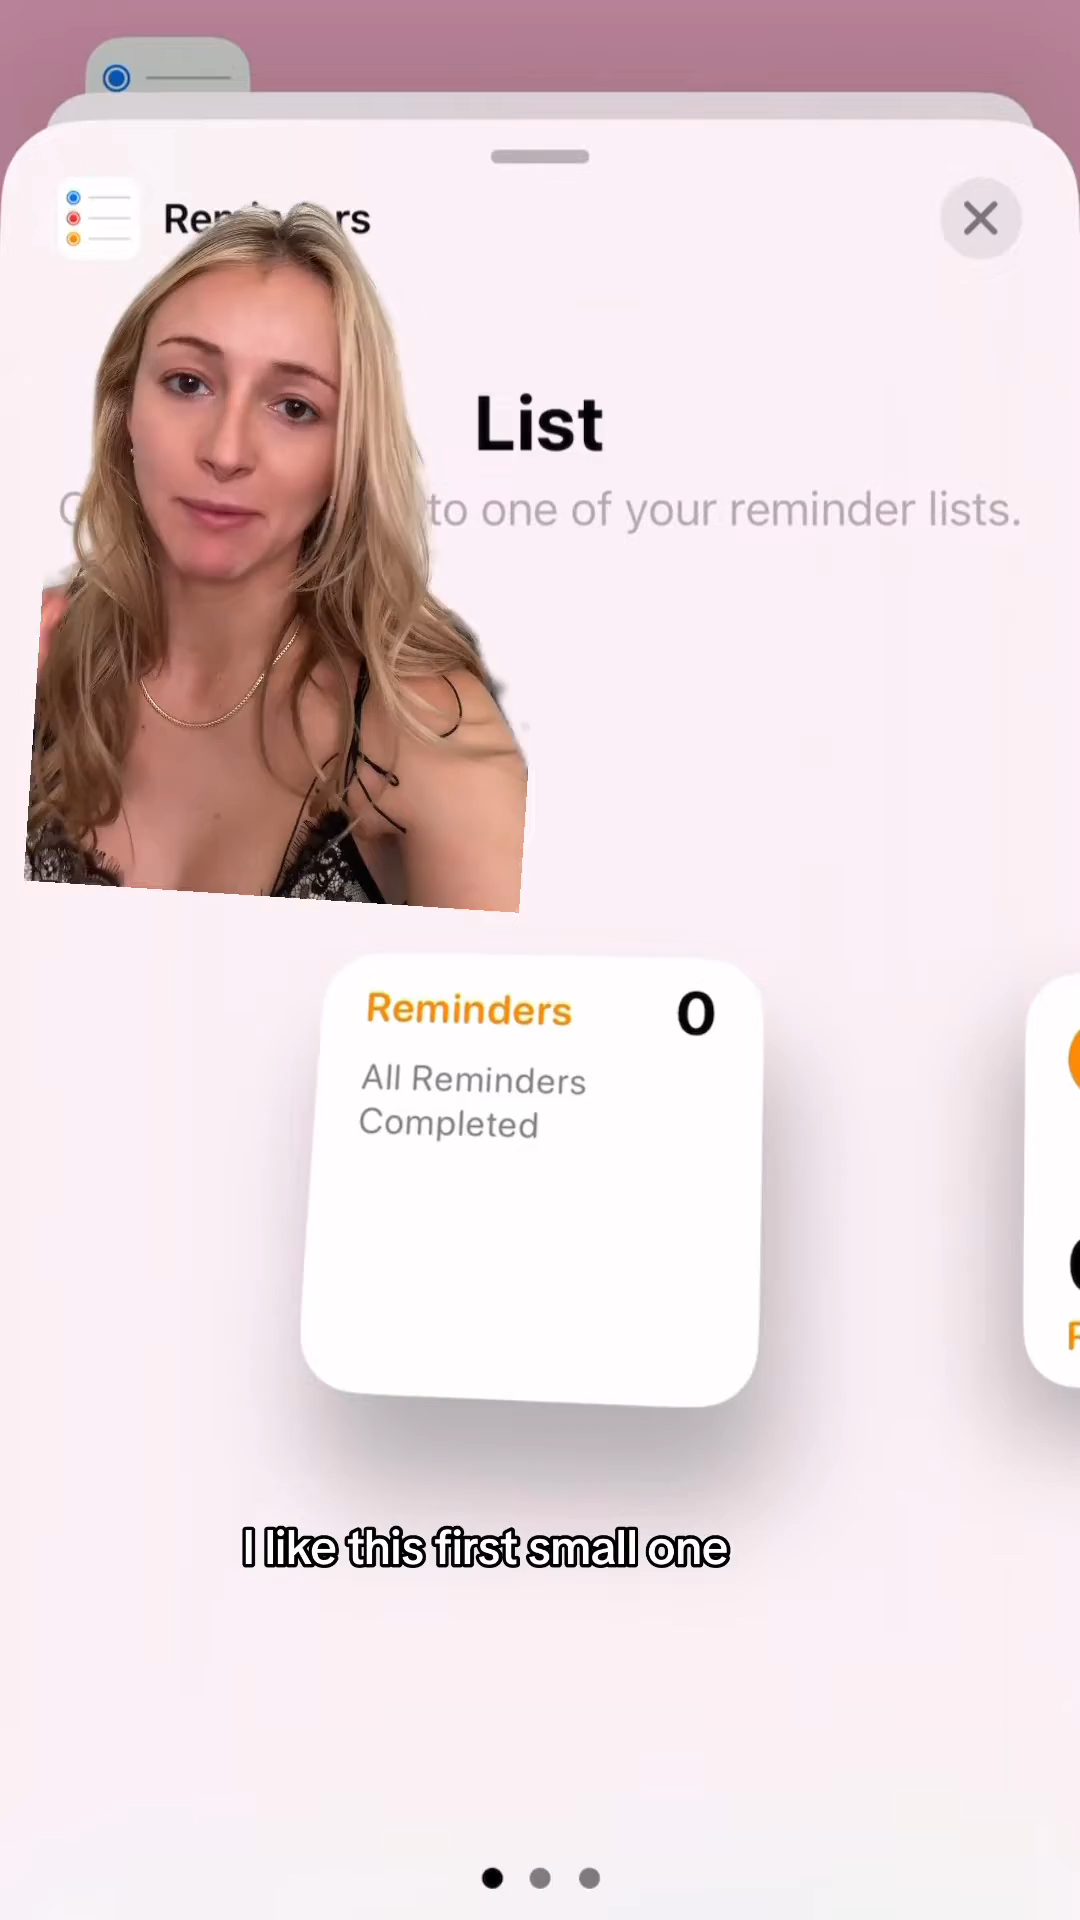 List
to one of your reminder lists.
Reminders 0
All Reminders
Completed
I like this first small one